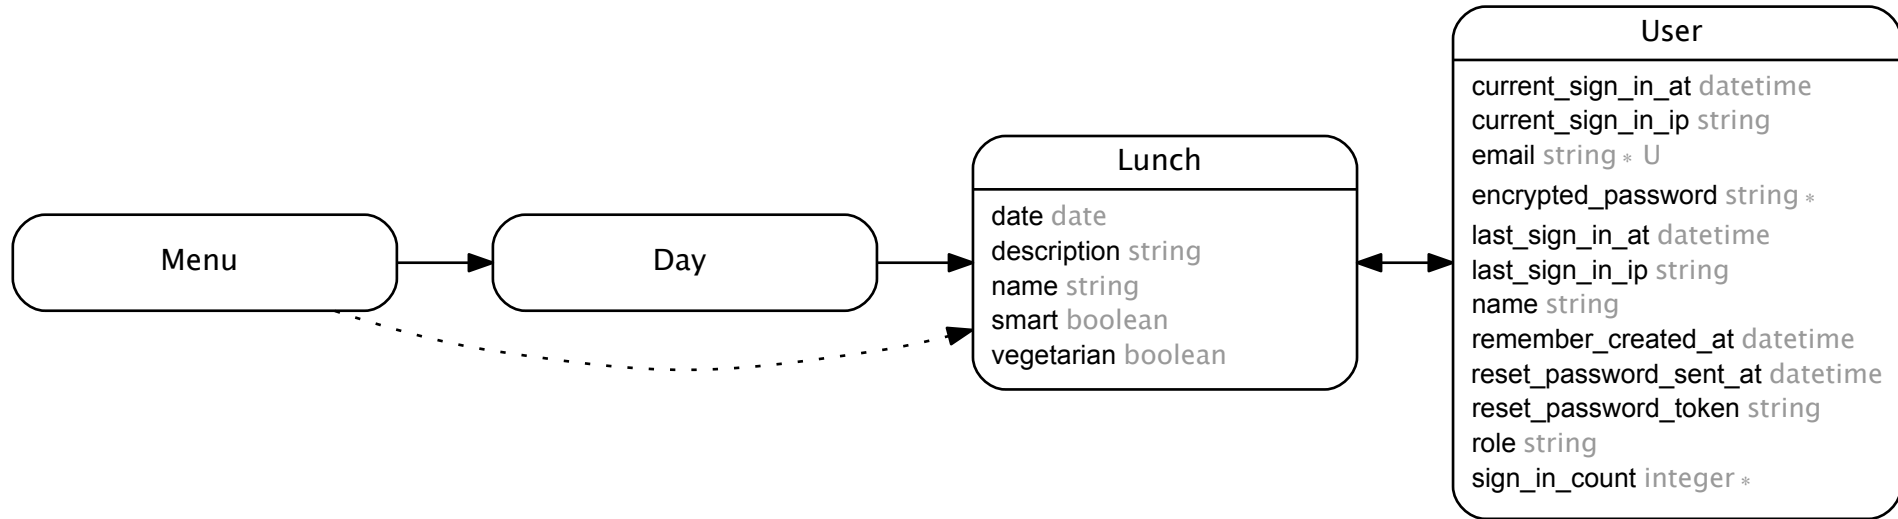 Menu
Day
Lunch
date date
description string
name string
smart boolean
vegetarian boolean
User
current_sign_in_at datetime
current_sign_in_ip string
email string * U
encrypted_password string *
last_sign_in_at datetime
last_sign_in_ip string
name string
remember_created_at datetime
reset_password_sent_at datetime
reset_password_token string
role string
sign_in_count integer *